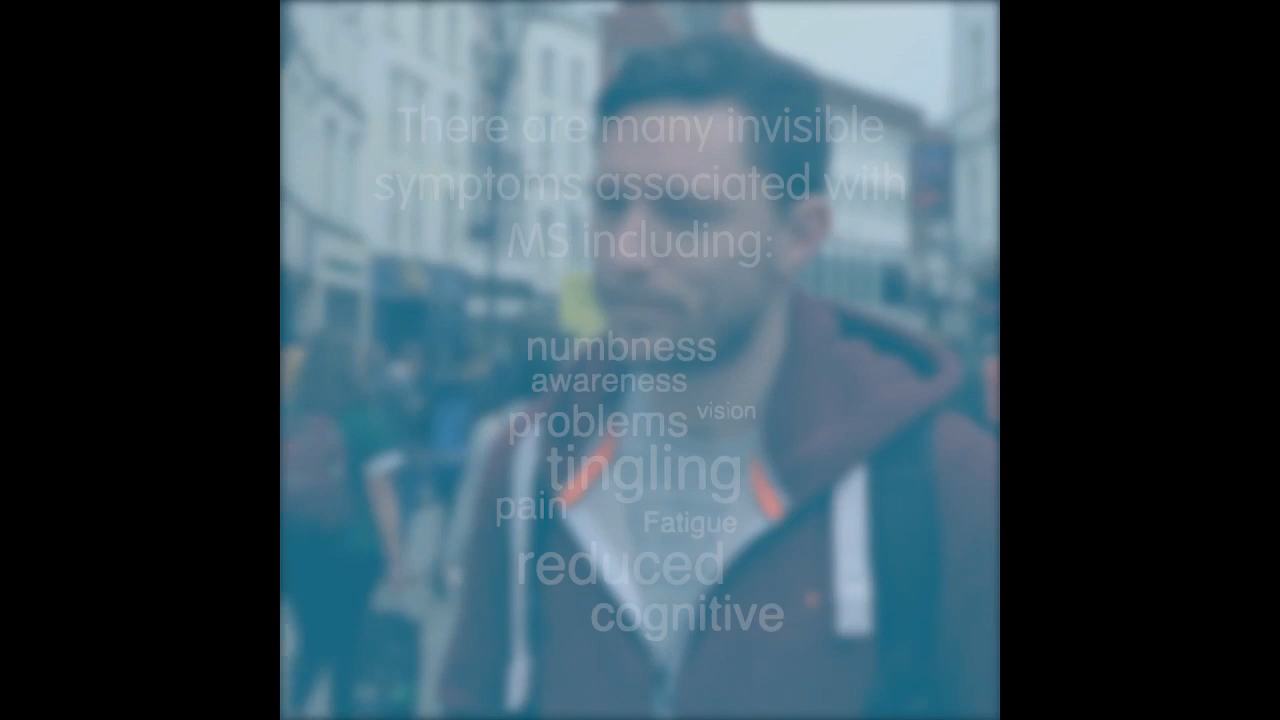 There are many invisible
symptoms associated with
MS including:
numbness
awareness
problems vision
tingling
pain Fatigue
reduced
cognitive